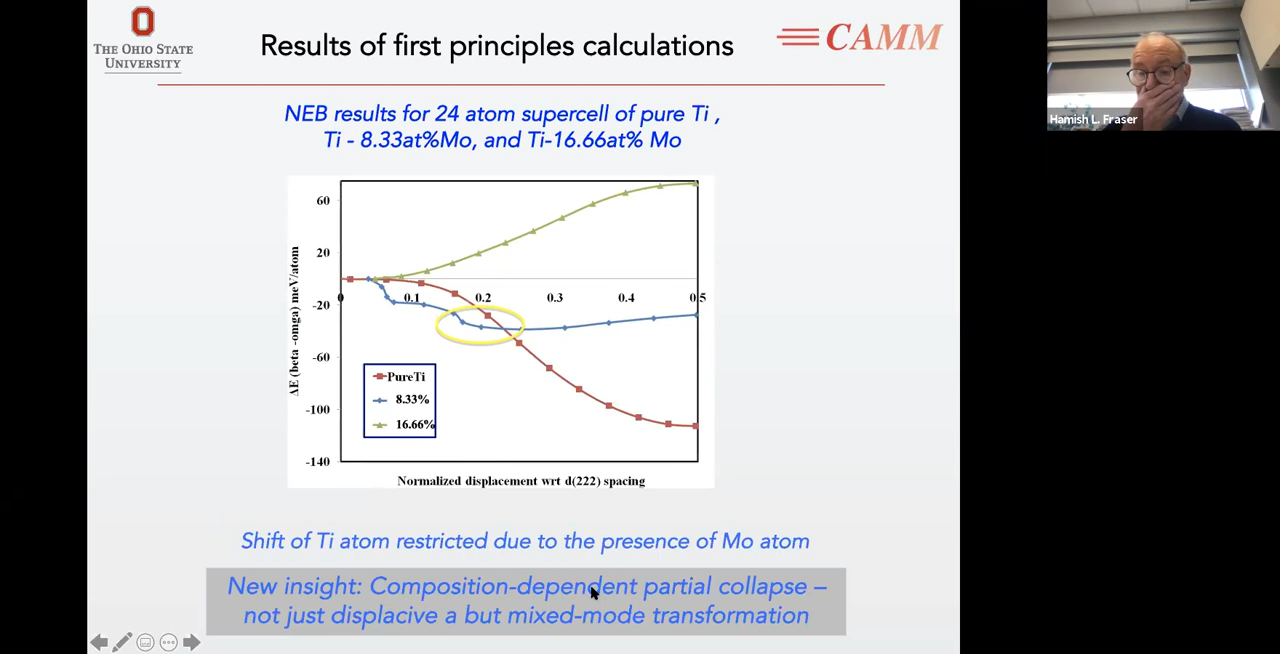 THE OHIO STATE
UNIVERSITY
Results of first principles calculations
CAMM
Hamish L. Fraser
NEB results for 24 atom supercell of pure Ti ,
Ti - 8.33at%Mo, and Ti-16.66at% Mo
ΔE (beta -omga) meV/atom
60
20
-20
-60
-100
-140
0
0.1
0.2
0.3
0.4
0.5
PureTi
8.33%
16.66%
Normalized displacement wrt d(222) spacing
Shift of Ti atom restricted due to the presence of Mo atom
New insight: Composition-dependent partial collapse –
not just displacive a but mixed-mode transformation